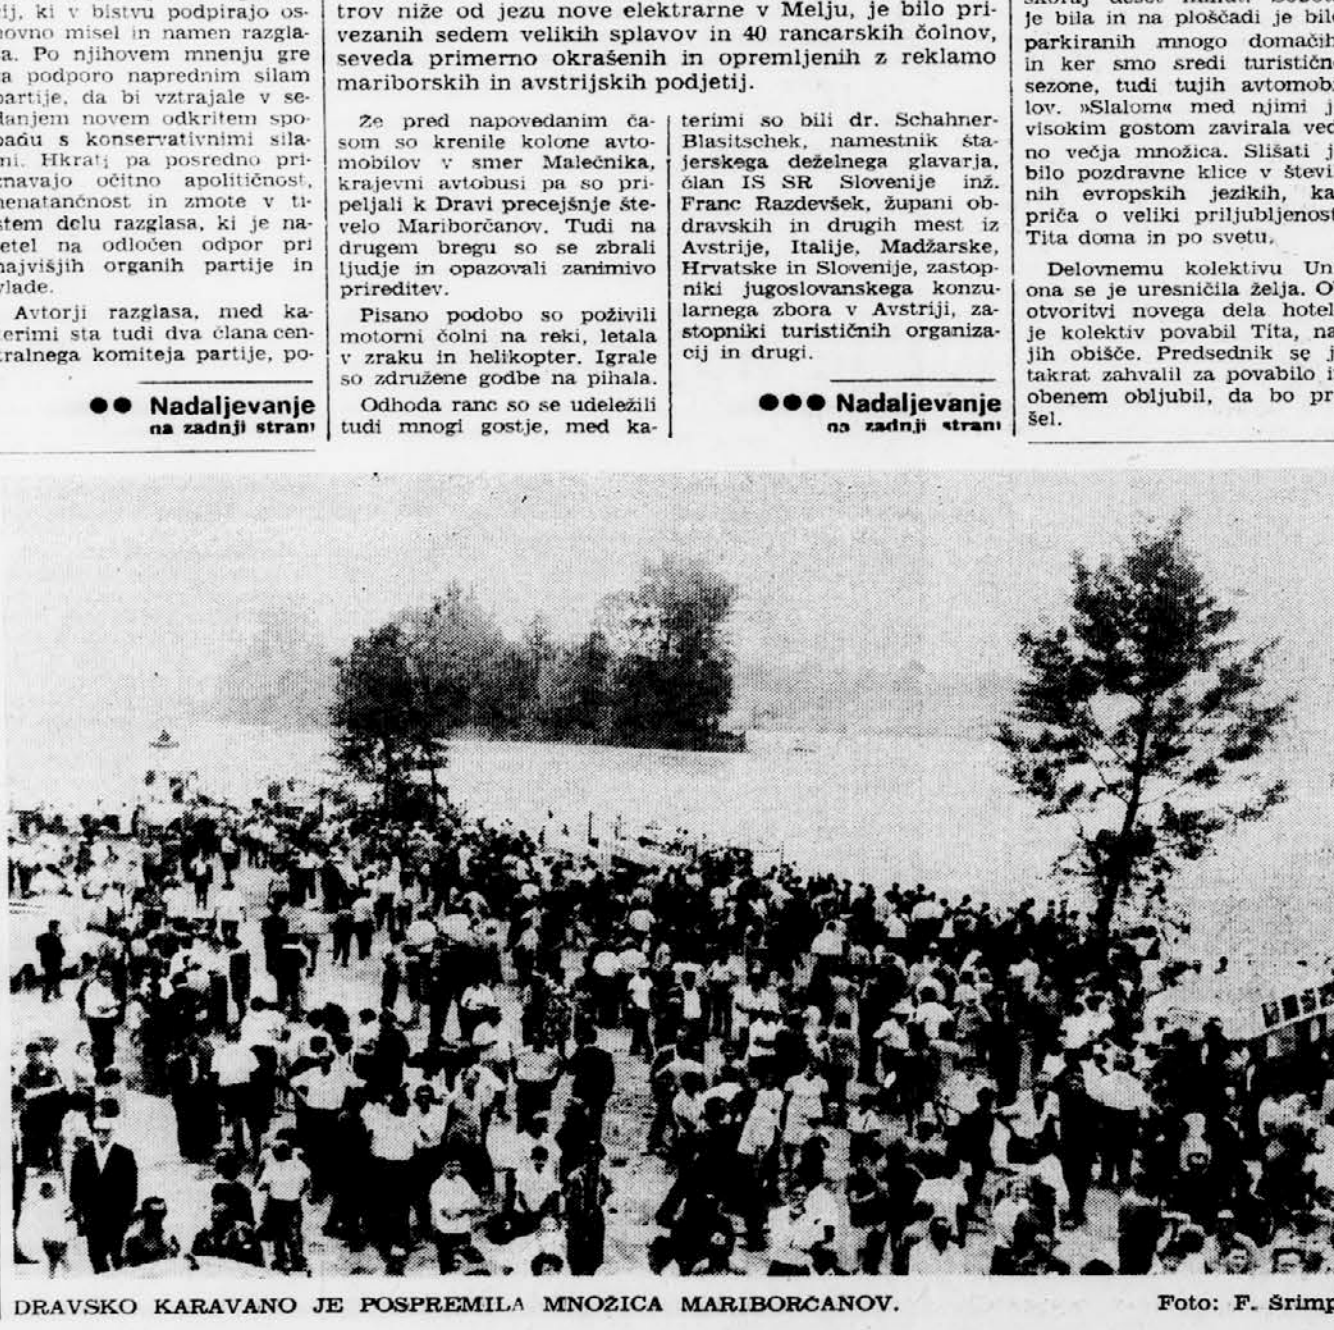 ij, ki v bistvu podpirajo os-
novno misel in namen razgla-
sa. Po njihovem mnenju gre
za podporo naprednim silam
partije, da bi vztrajale v se-
danjem novem odkritem spo-
padu s konservativnimi sila-
mi. Hkrati pa posredno pri-
znavajo očitno apolitičnost,
nenatančnost in zmote v ti-
stem delu razglasa, ki je na-
letel na odločen odpor pri
najvišjih organih partije in
vlade.
Avtorji razglasa, med ka-
terimi sta tudi dva člana cen-
tralnega komiteja partije, po-
●● Nadaljevanje
na zadnji strani
trov niže od jezu nove elektrarne v Melju, je bilo pri-
vezanih sedem velikih splavov in 40 rancarskih čolnov,
seveda primerno okrašenih in opremljenih z reklamo
mariborskih in avstrijskih podjetij.
Že pred napovedanim ča-
som so krenile kolone avto-
mobilov v smer Malečnika,
krajevni avtobusi pa so pri-
peljali k Dravi precejšnje šte-
velo Mariborčanov. Tudi na
drugem bregu so se zbrali
ljudje in opazovali zanimivo
prireditev.
Pisano podobo so poživili
motorni čolni na reki, letala
v zraku in helikopter. Igrale
so združene godbe na pihala.
Odhoda ranc so se udeležili
tudi mnogi gostje, med ka-
terimi so bili dr. Schahner-
Blasitschek, namestnik šta-
jerskega deželnega glavarja,
član IS SR Slovenije inž.
Franc Razdevšek, župani ob-
dravskih in drugih mest iz
Avstrije, Italije, Madžarske,
Hrvatske in Slovenije, zastop-
niki jugoslovanskega konzu-
larnega zbora v Avstriji, za-
stopniki turističnih organiza-
cij in drugi.
●●● Nadaljevanje
na zadnji strani
skoraj deset
je bila in na ploščadi je bilo
parkiranih mnogo domačih
in ker smo sredi turistične
sezone, tudi tujih avtomobi
lov. »Slalom« med njimi j
visokim gostom zavirala ved
no večja množica. Slišati j
bilo pozdravne klice v števil
nih evropskih jezikih, ka
priča o veliki priljubljenost
Tita doma in po svetu.
Delovnemu kolektivu Uni
ona se je uresničila želja. O
otvoritvi novega dela hotel
je kolektiv povabil Tita, na
jih obišče. Predsednik se j
takrat zahvalil za povabilo i
obenem obljubil, da bo pri
šel.
DRAVSKO KARAVANO JE POSPREMILA MNOŽICA MARIBORČANOV.
Foto: F. Šrimp